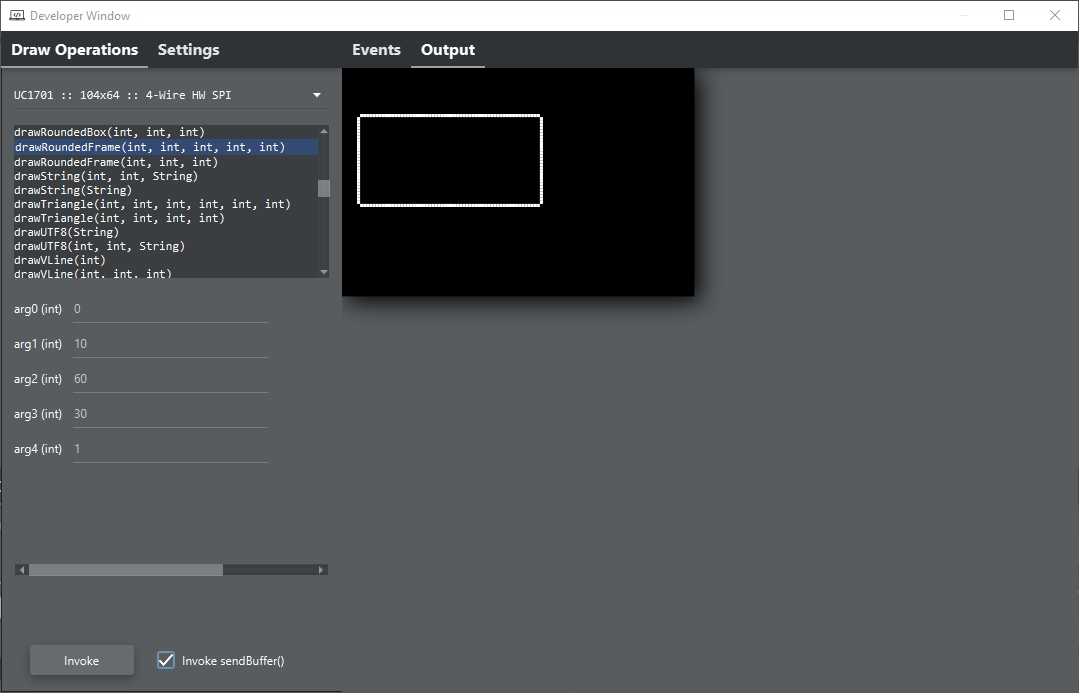 Developer Window
Draw Operations Settings Events Output
UC1701 :: 104x64 :: 4-Wire HW SPI
drawRoundedBox(int, int, int)
drawRoundedFrame(int, int, int, int, int)
drawRoundedFrame(int, int, int)
drawString(int, int, String)
drawString(String)
drawTriangle(int, int, int, int, int, int)
drawTriangle(int, int, int, int)
drawUTF8(String)
drawUTF8(int, int, String)
drawVLine(int)
drawVLine(int, int, int)
arg0 (int) 0
arg1 (int) 10
arg2 (int) 60
arg3 (int) 30
arg4 (int) 1
Invoke Invoke sendBuffer()